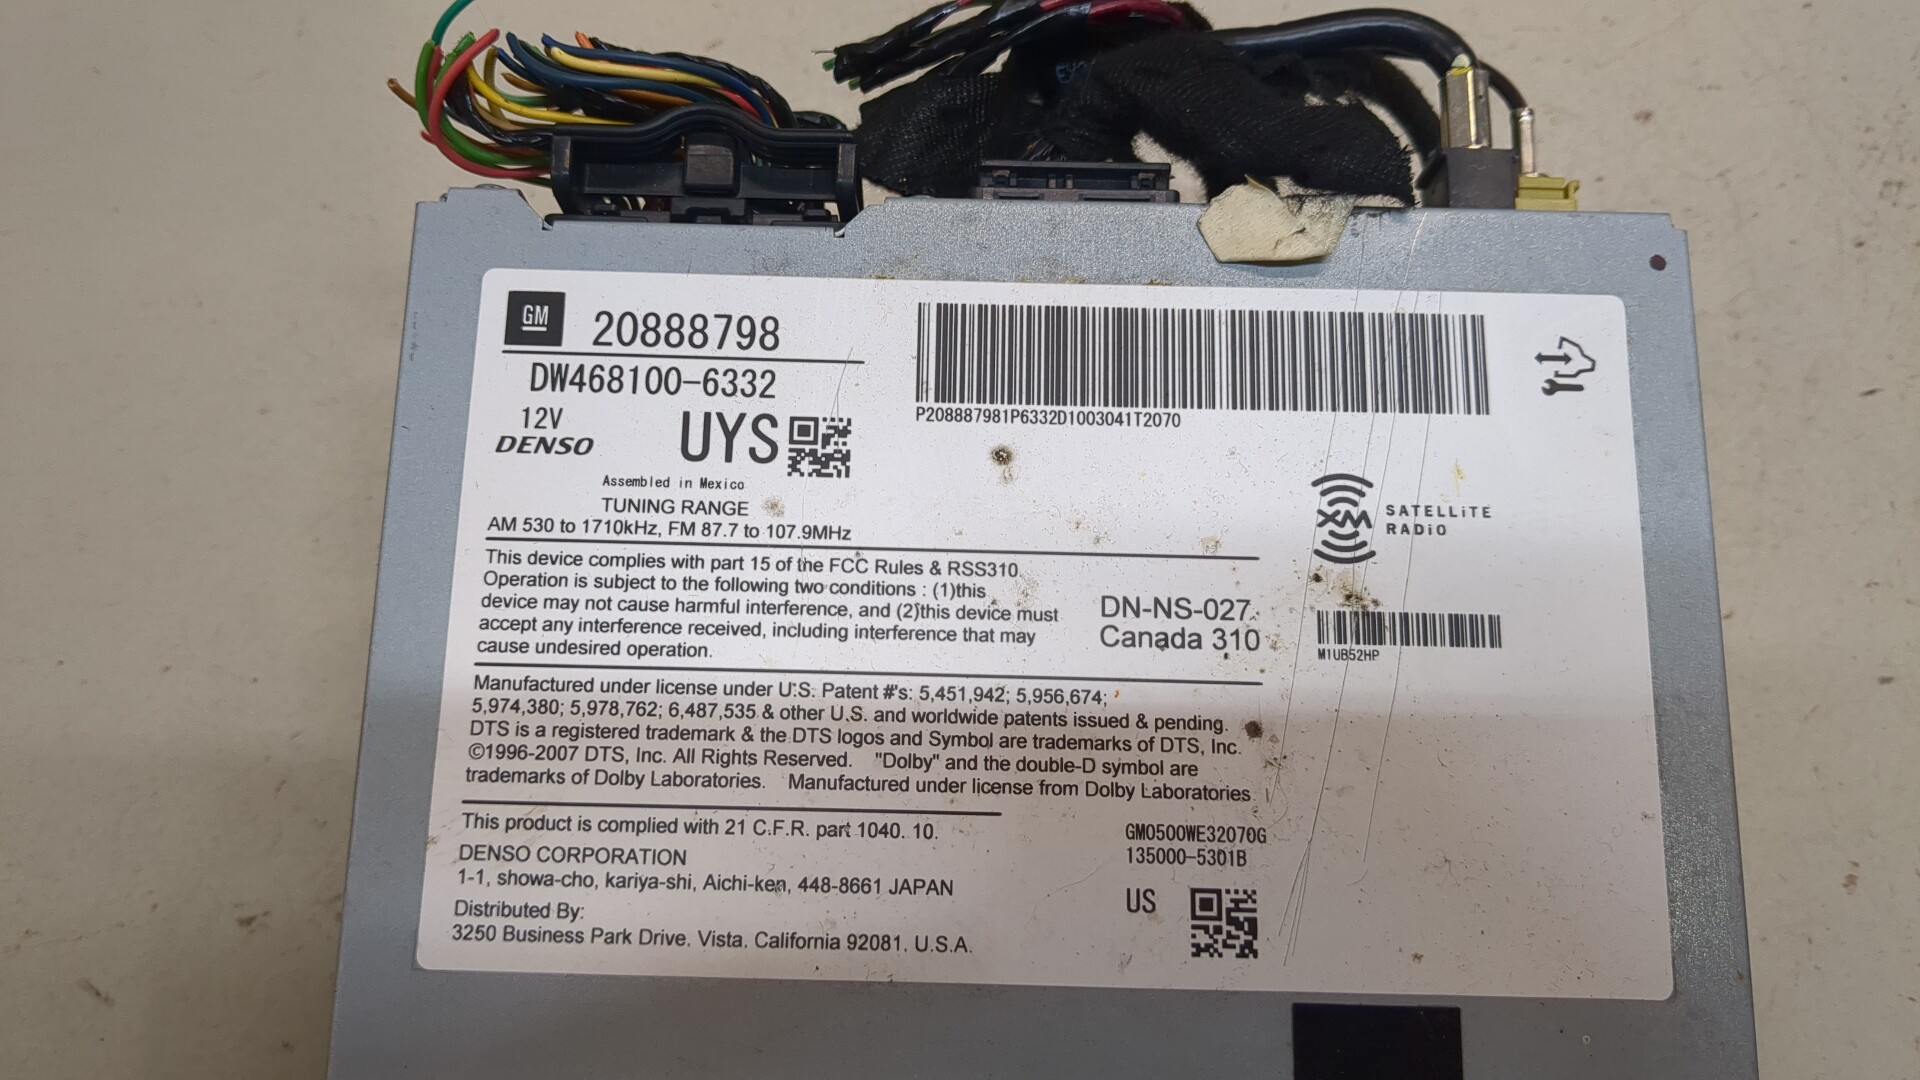 GM 20888798
DW468100-6332
12V
DENSO
UYS
Assembled in Mexico
TUNING RANGE
AM 530 to 1710kHz, FM 87.7 to 107.9MHz
P208887981P6332D1003041T2070
This device complies with part 15 of the FCC Rules & RSS310.
Operation is subject to the following two conditions : (1)this
device may not cause harmful interference, and (2)this device must
accept any interference received, including interference that may
cause undesired operation.
DN-NS-027
Canada 310
XM SATELLiTE
RADiO
M1UB52HP
Manufactured under license under U.S. Patent #'s: 5,451,942; 5,956,674;
5,974,380; 5,978,762; 6,487,535 & other U.S. and worldwide patents issued & pending.
DTS is a registered trademark & the DTS logos and Symbol are trademarks of DTS, Inc.
©1996-2007 DTS, Inc. All Rights Reserved. "Dolby" and the double-D symbol are
trademarks of Dolby Laboratories. Manufactured under license from Dolby Laboratories
This product is complied with 21 C.F.R. part 1040. 10.
DENSO CORPORATION
1-1, showa-cho, kariya-shi, Aichi-ken, 448-8661 JAPAN
Distributed By:
3250 Business Park Drive. Vista. California 92081. U.S.A.
GM0500WE32070G
135000-5301B
US